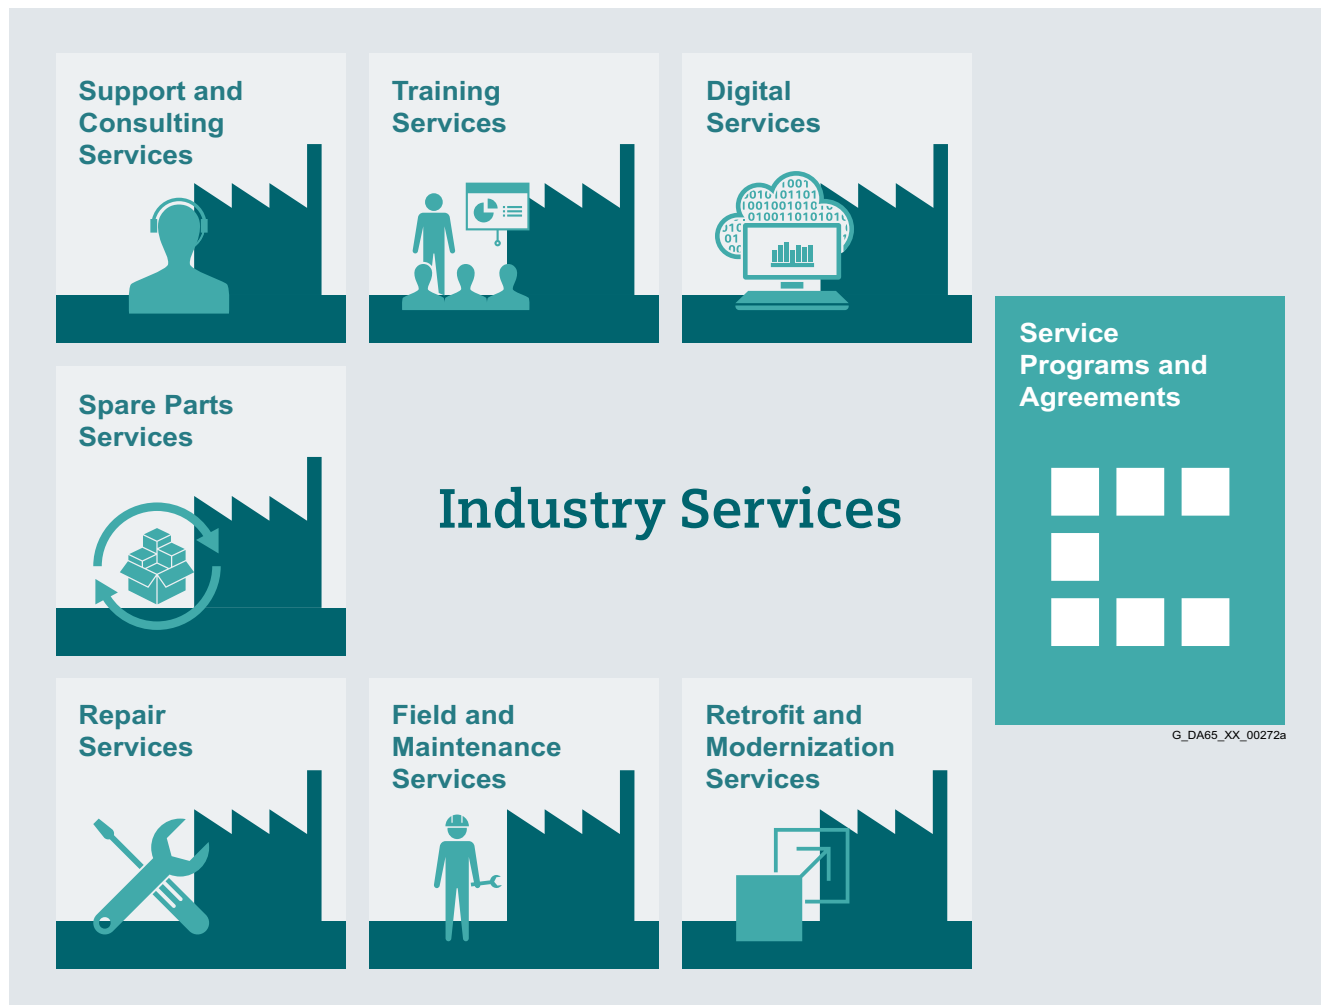 Support and
Consulting
Services
Training
Services
Digital
Services
Service
Programs and
Agreements
Spare Parts
Services
Industry Services
Repair
Services
Field and
Maintenance
Services
Retrofit and
Modernization
Services
G_DA65_XX_00272a